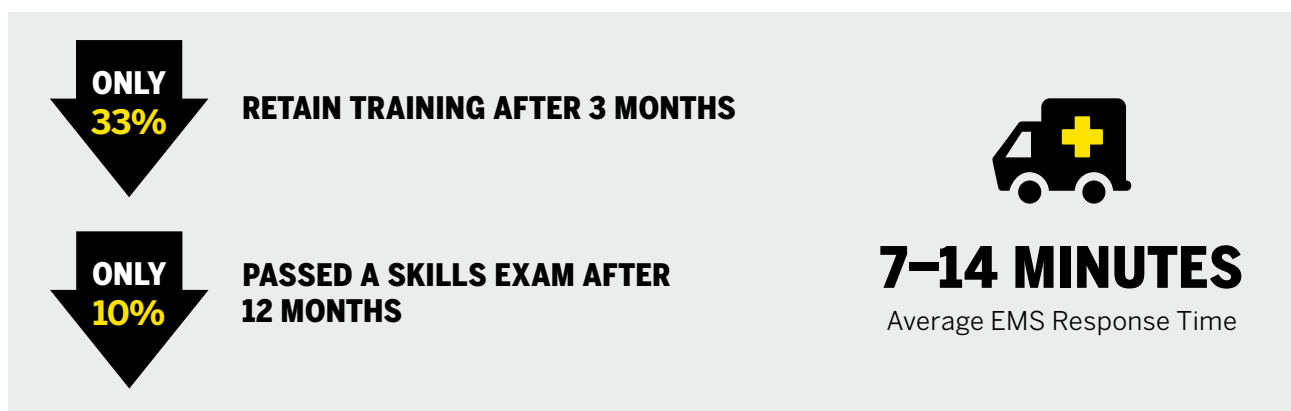 ONLY
33%
RETAIN TRAINING AFTER 3 MONTHS
ONLY
10%
PASSED A SKILLS EXAM AFTER
12 MONTHS
7–14 MINUTES
Average EMS Response Time